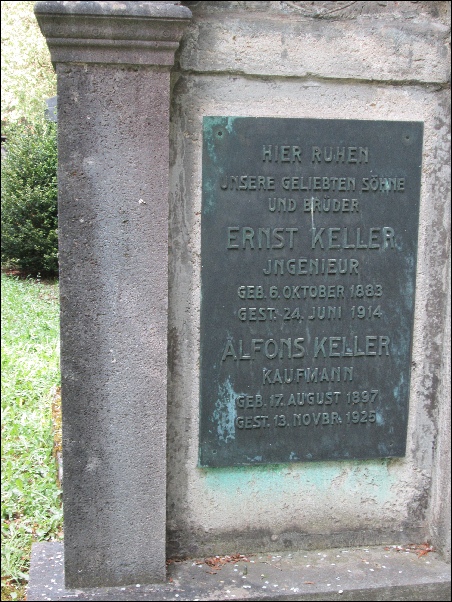 HIER RUHEN
UNSERE GELIEBTEN SÖHNE
UND BRÜDER
ERNST KELLER
JNGENIEUR
GEB. 6. OKTOBER 1883
GEST. 24. JUNI 1914
ALFONS KELLER
KAUFMANN
GEB. 17. AUGUST 1897
GEST. 13. NOVBR. 1925